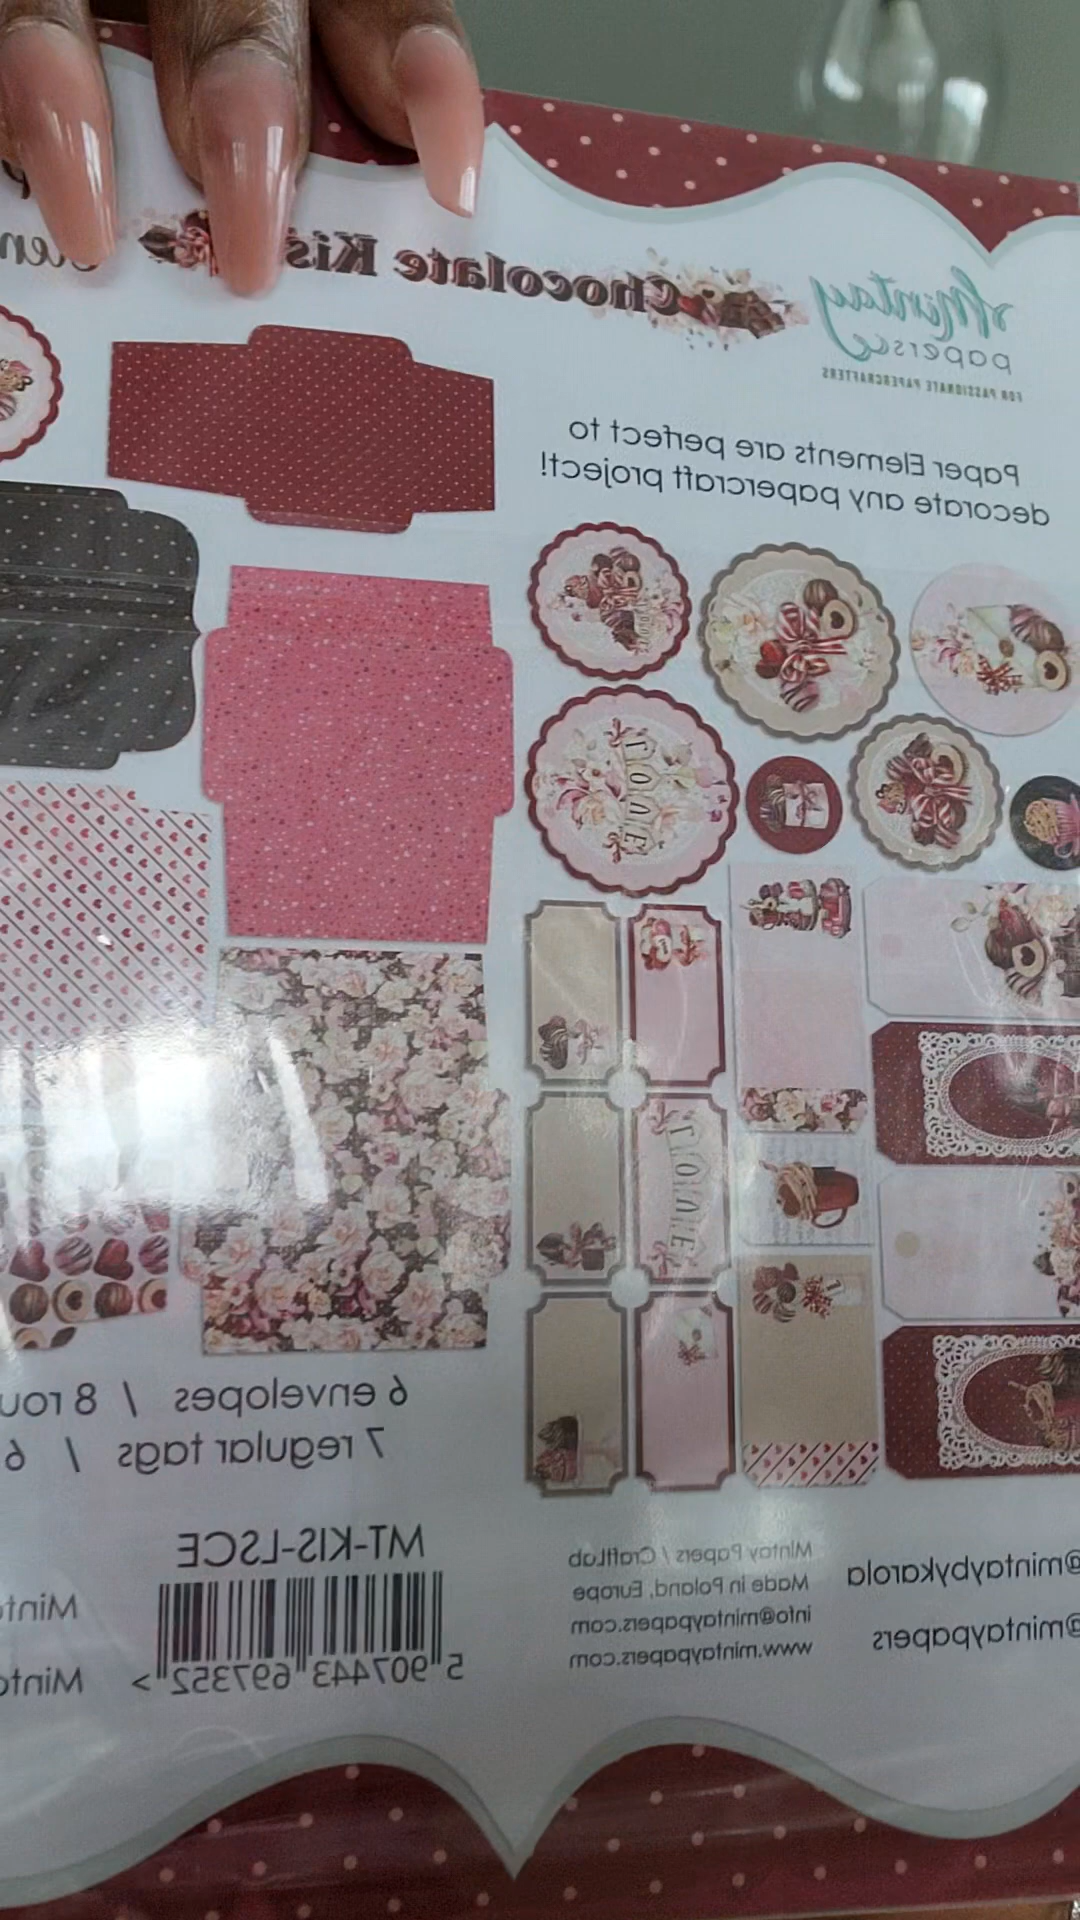 Mintay
papers
FOR PASSIONATE PAPERCRAFTERS
Chocolate Kis
Paper Elements are perfect to
decorate any papercraft project!
LOVE
LOVE
6 envelopes / 8 rou
7 regular tags / 6
@mintaybykarola
@mintaypapers
Mintay Papers / CraftLab
Made in Poland, Europe
info@mintaypapers.com
www.mintaypapers.com
MT-KIS-LSCE
5 907443 697352 >
Mint
Minta